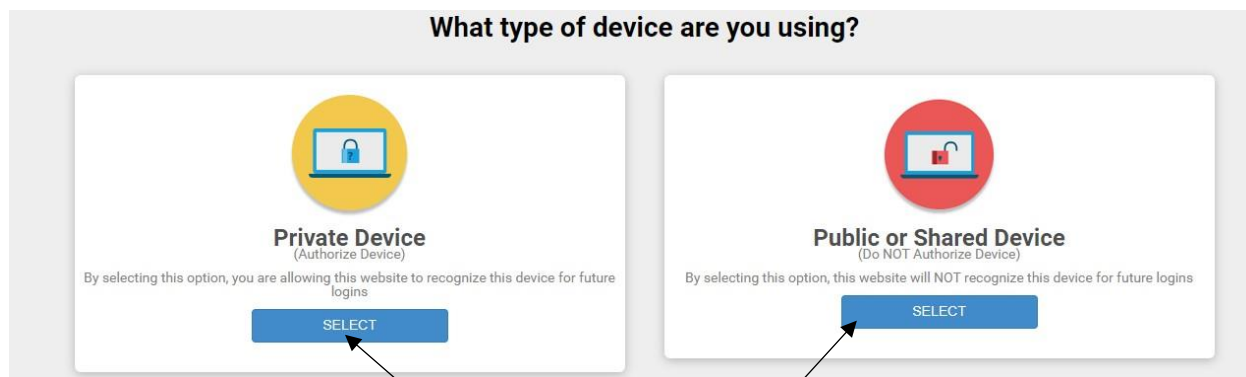 What type of device are you using?
Private Device
(Authorize Device)
By selecting this option, you are allowing this website to recognize this device for future
logins
SELECT
Public or Shared Device
(Do NOT Authorize Device)
By selecting this option, this website will NOT recognize this device for future logins
SELECT